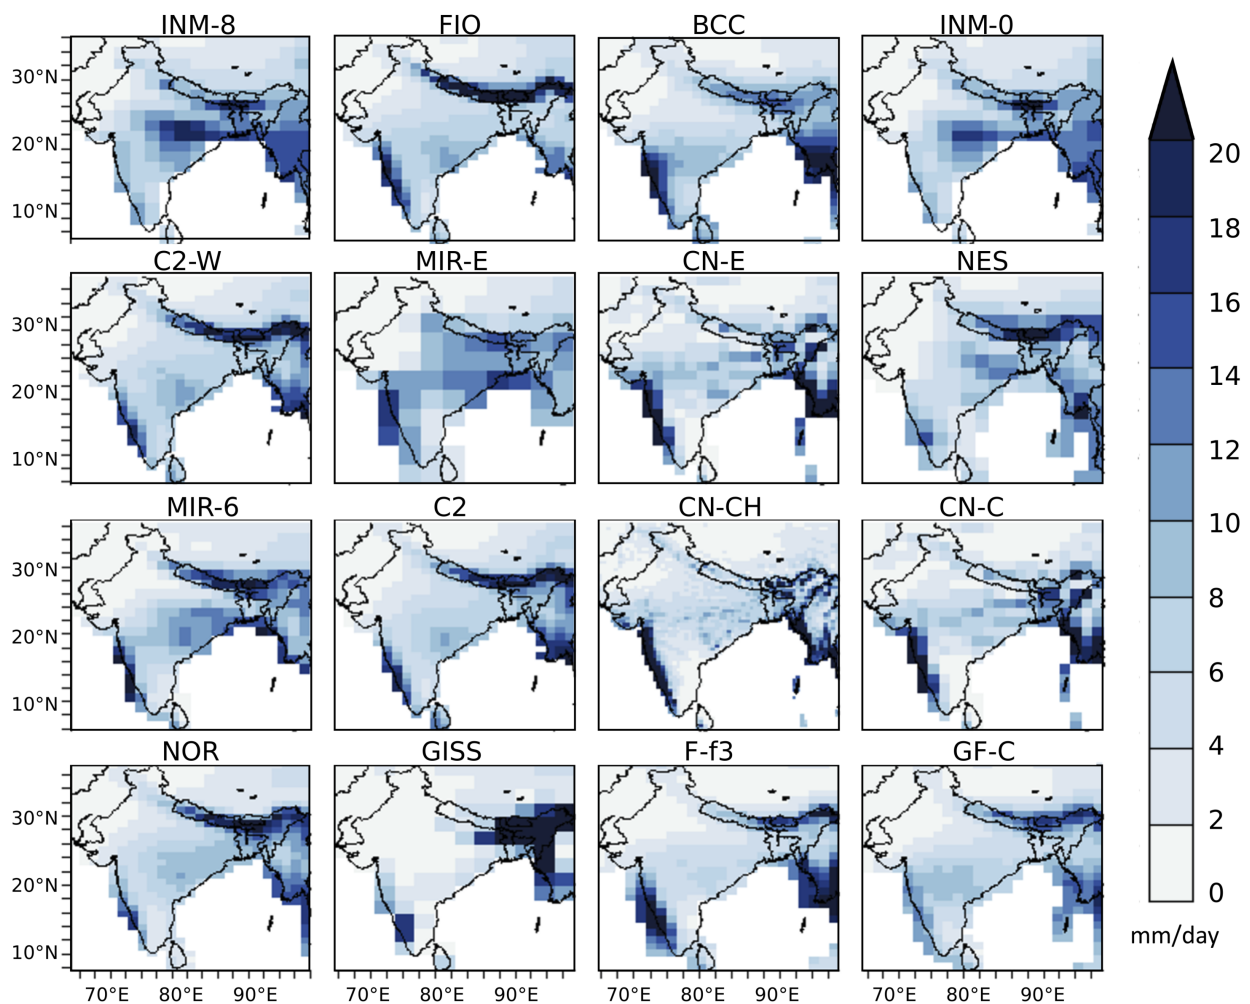 INM-8 FIO BCC INM-0
30°N
20°N
10°N
20
18
16
14
12
10
8
6
4
2
0
mm/day
C2-W MIR-E CN-E NES
30°N
20°N
10°N
MIR-6 C2 CN-CH CN-C
30°N
20°N
10°N
NOR GISS F-f3 GF-C
30°N
20°N
10°N
70°E 80°E 90°E 70°E 80°E 90°E 70°E 80°E 90°E 70°E 80°E 90°E